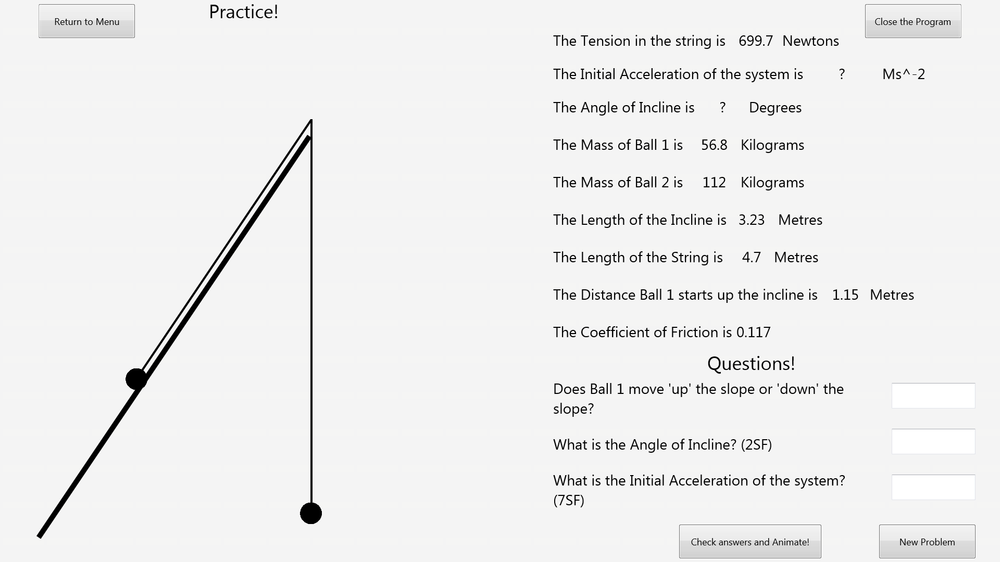 Return to Menu
Practice!
Close the Program
The Tension in the string is 699.7 Newtons
The Initial Acceleration of the system is ? Ms^-2
The Angle of Incline is ? Degrees
The Mass of Ball 1 is 56.8 Kilograms
The Mass of Ball 2 is 112 Kilograms
The Length of the Incline is 3.23 Metres
The Length of the String is 4.7 Metres
The Distance Ball 1 starts up the incline is 1.15 Metres
The Coefficient of Friction is 0.117
Questions!
Does Ball 1 move 'up' the slope or 'down' the
slope?
What is the Angle of Incline? (2SF)
What is the Initial Acceleration of the system?
(7SF)
Check answers and Animate!
New Problem